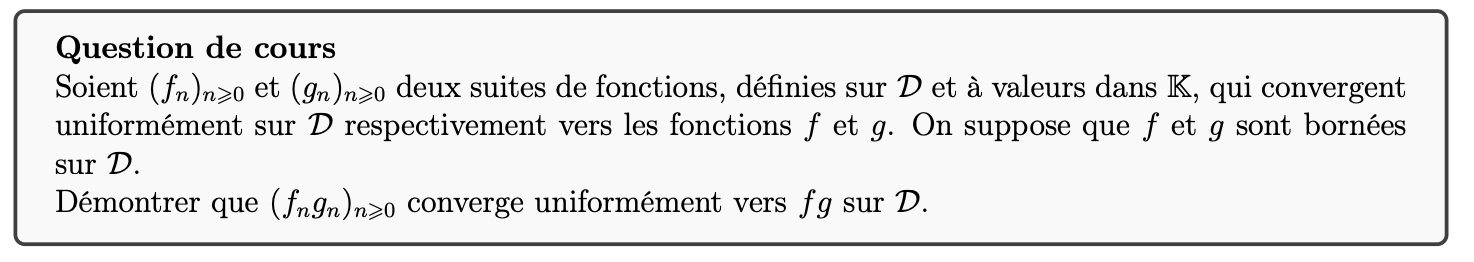 Question de cours
Soient $(f_n)_{n\geqslant 0}$ et $(g_n)_{n\geqslant 0}$ deux suites de fonctions, définies sur $\mathcal{D}$ et à valeurs dans $\mathbb{K}$, qui convergent
uniformément sur $\mathcal{D}$ respectivement vers les fonctions $f$ et $g$. On suppose que $f$ et $g$ sont bornées
sur $\mathcal{D}$.
Démontrer que $(f_n g_n)_{n\geqslant 0}$ converge uniformément vers $fg$ sur $\mathcal{D}$.